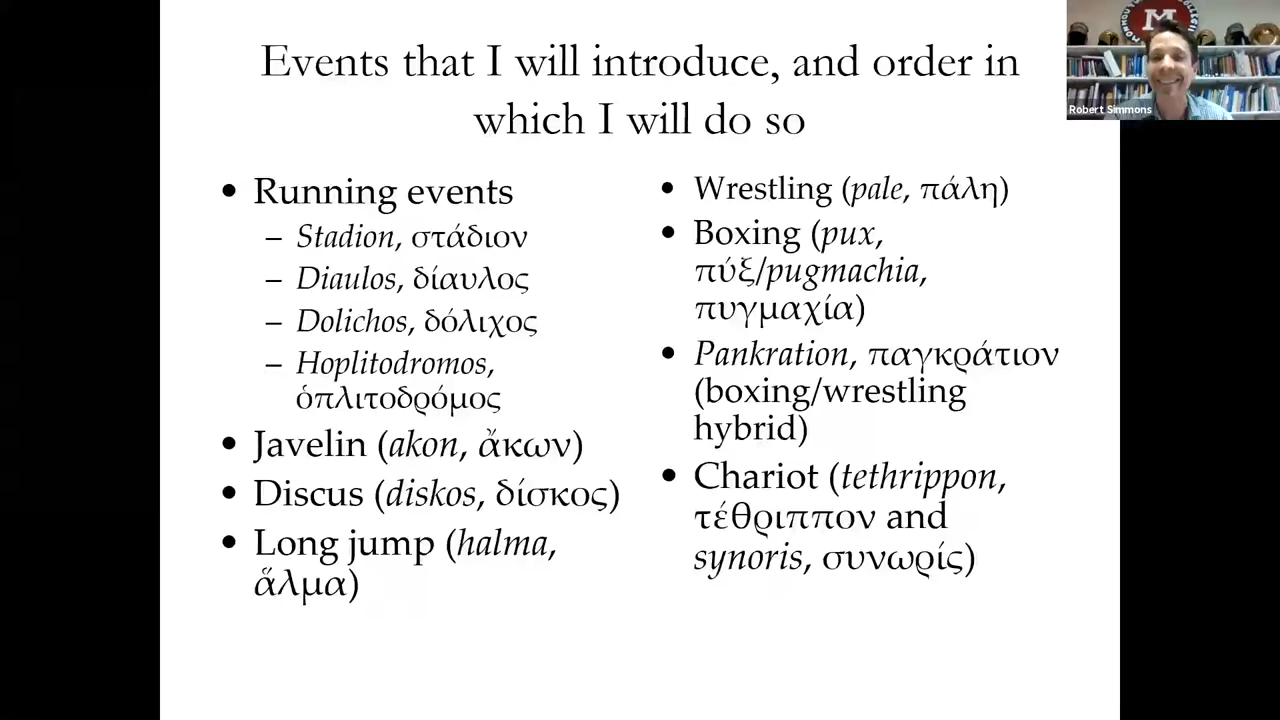 Events that I will introduce, and order in
which I will do so
• Running events
– Stadion, στάδιον
– Diaulos, δίαυλος
– Dolichos, δόλιχος
– Hoplitodromos,
ὁπλιτοδρόμος
• Javelin (akon, ἄκων)
• Discus (diskos, δίσκος)
• Long jump (halma,
ἅλμα)
• Wrestling (pale, πάλη)
• Boxing (pux,
πύξ/pugmachia,
πυγμαχία)
• Pankration, παγκράτιον
(boxing/wrestling
hybrid)
• Chariot (tethrippon,
τέθριππον and
synoris, συνωρίς)
M
Robert Simmons